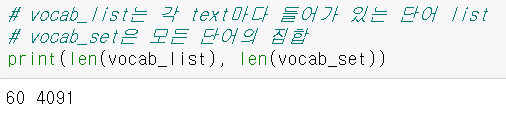 # vocab_list는 각 text마다 들어가 있는 단어 list
# vocab_set은 모든 단어의 집합
print(len(vocab_list), len(vocab_set))
60 4091